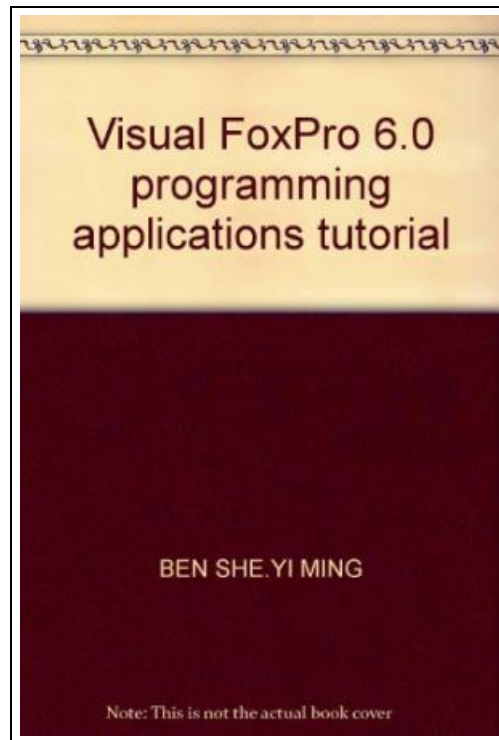 Visual FoxPro 6.0
programming
applications tutorial
BEN SHE.YI MING
Note: This is not the actual book cover